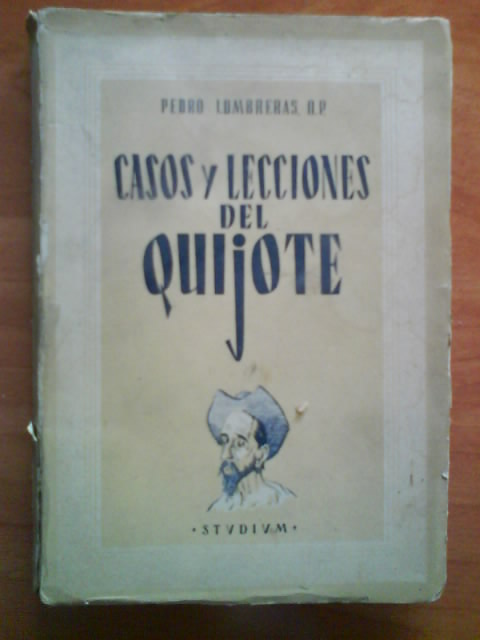 PEDRO LUMBRERAS, O.P.
CASOS y LECCIONES
DEL
QUIjOTE
· STVDIVM ·